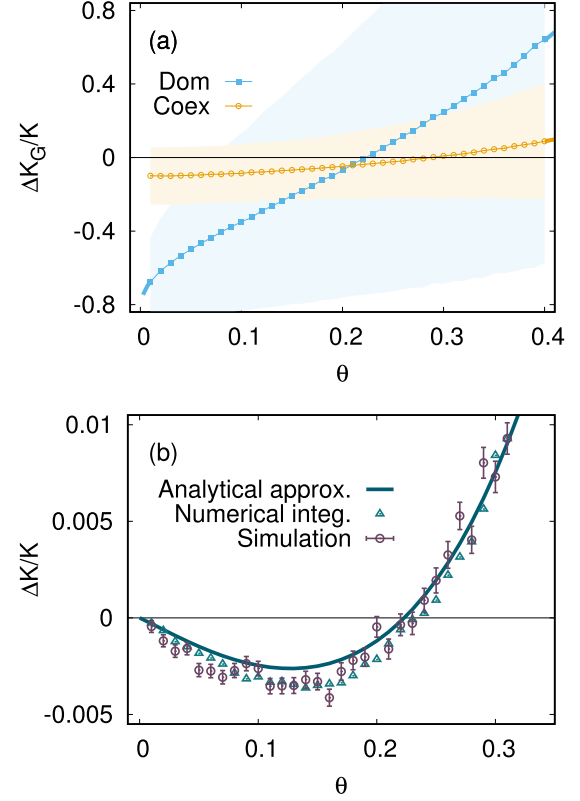 0.8
(a)
Dom
Coex
0.4
0
-0.4
-0.8
ΔK_G/K
0
0.1
0.2
0.3
0.4
θ
0.01
(b)
Analytical approx.
Numerical integ.
Simulation
0.005
0
-0.005
ΔK/K
0
0.1
0.2
0.3
θ